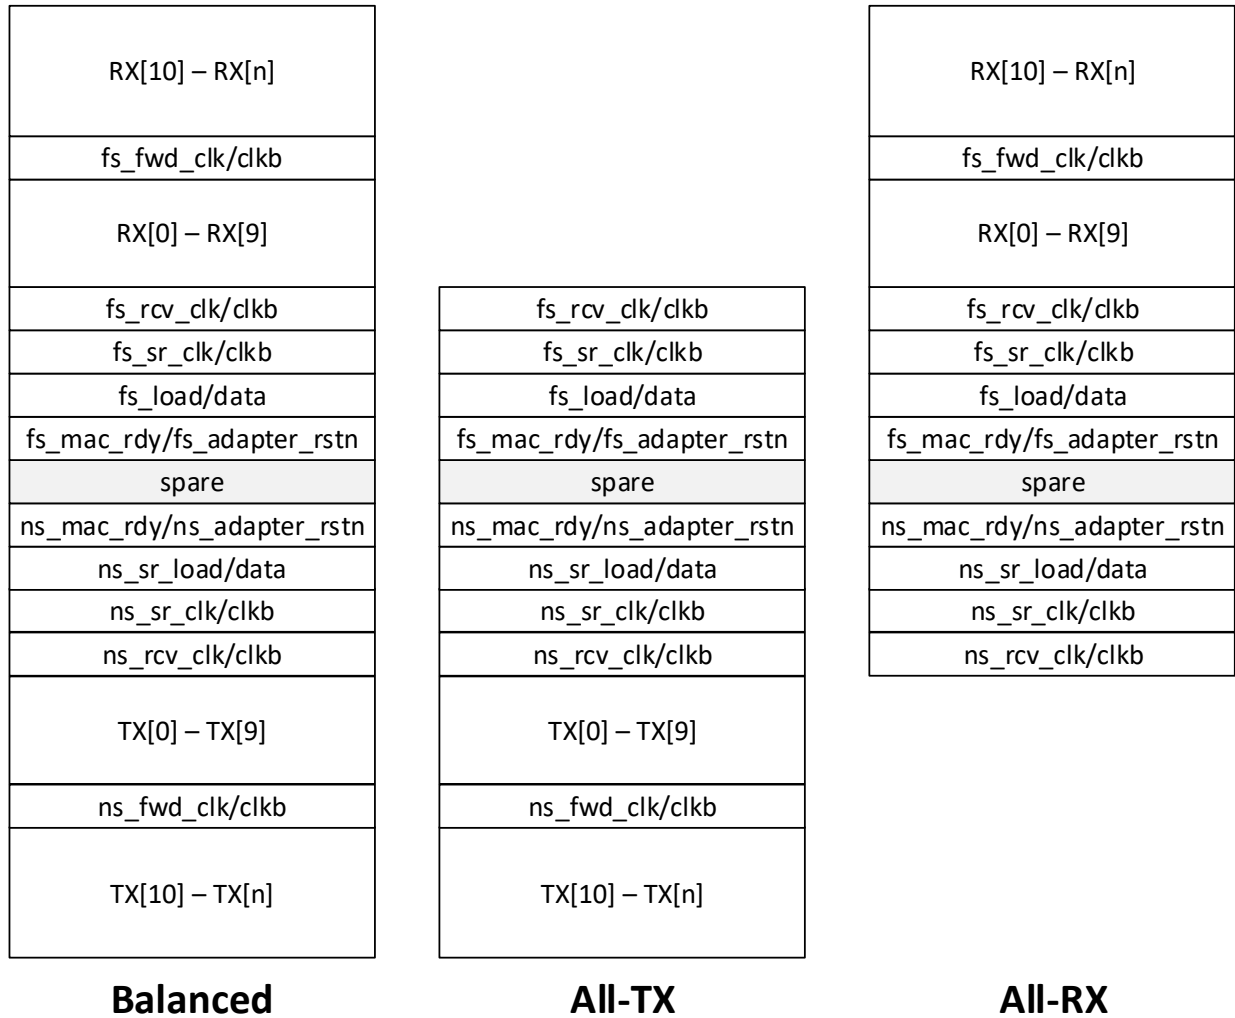 RX[10] – RX[n]
fs_fwd_clk/clkb
RX[0] – RX[9]
fs_rcv_clk/clkb
fs_sr_clk/clkb
fs_load/data
fs_mac_rdy/fs_adapter_rstn
spare
ns_mac_rdy/ns_adapter_rstn
ns_sr_load/data
ns_sr_clk/clkb
ns_rcv_clk/clkb
TX[0] – TX[9]
ns_fwd_clk/clkb
TX[10] – TX[n]
Balanced
fs_rcv_clk/clkb
fs_sr_clk/clkb
fs_load/data
fs_mac_rdy/fs_adapter_rstn
spare
ns_mac_rdy/ns_adapter_rstn
ns_sr_load/data
ns_sr_clk/clkb
ns_rcv_clk/clkb
TX[0] – TX[9]
ns_fwd_clk/clkb
TX[10] – TX[n]
All-TX
RX[10] – RX[n]
fs_fwd_clk/clkb
RX[0] – RX[9]
fs_rcv_clk/clkb
fs_sr_clk/clkb
fs_load/data
fs_mac_rdy/fs_adapter_rstn
spare
ns_mac_rdy/ns_adapter_rstn
ns_sr_load/data
ns_sr_clk/clkb
ns_rcv_clk/clkb
All-RX